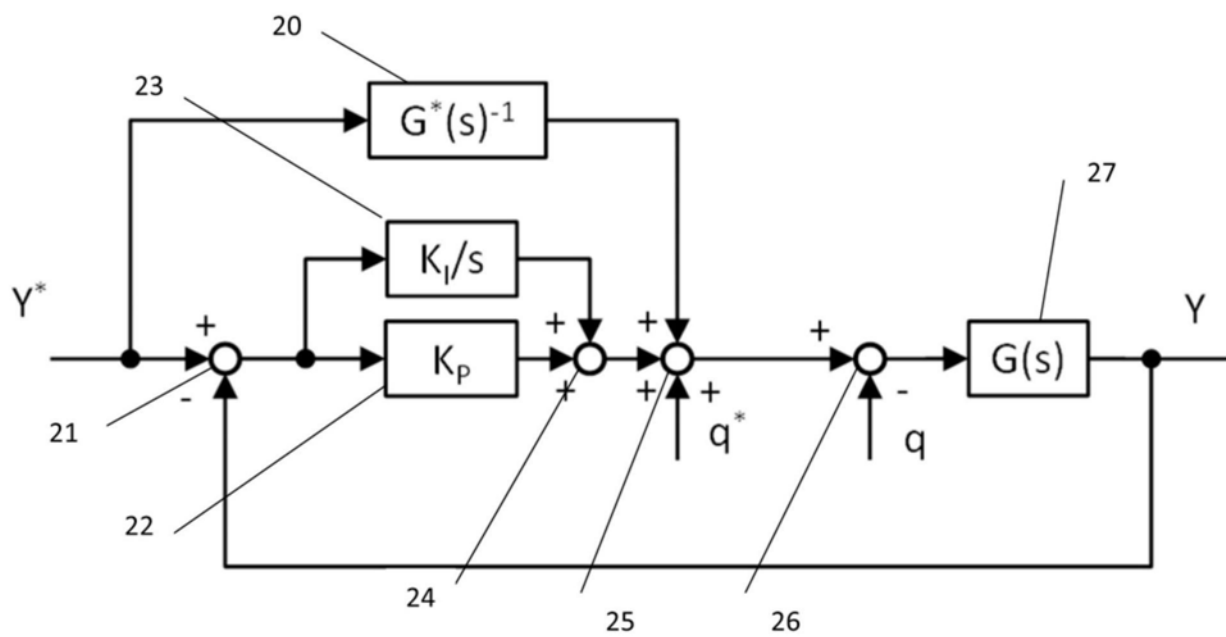 20
23
G*(s)-1
27
KI/s
Y*
+
+
+
+
Y
KP
G(s)
-
+
+
+
-
21
q*
q
22
24
25
26